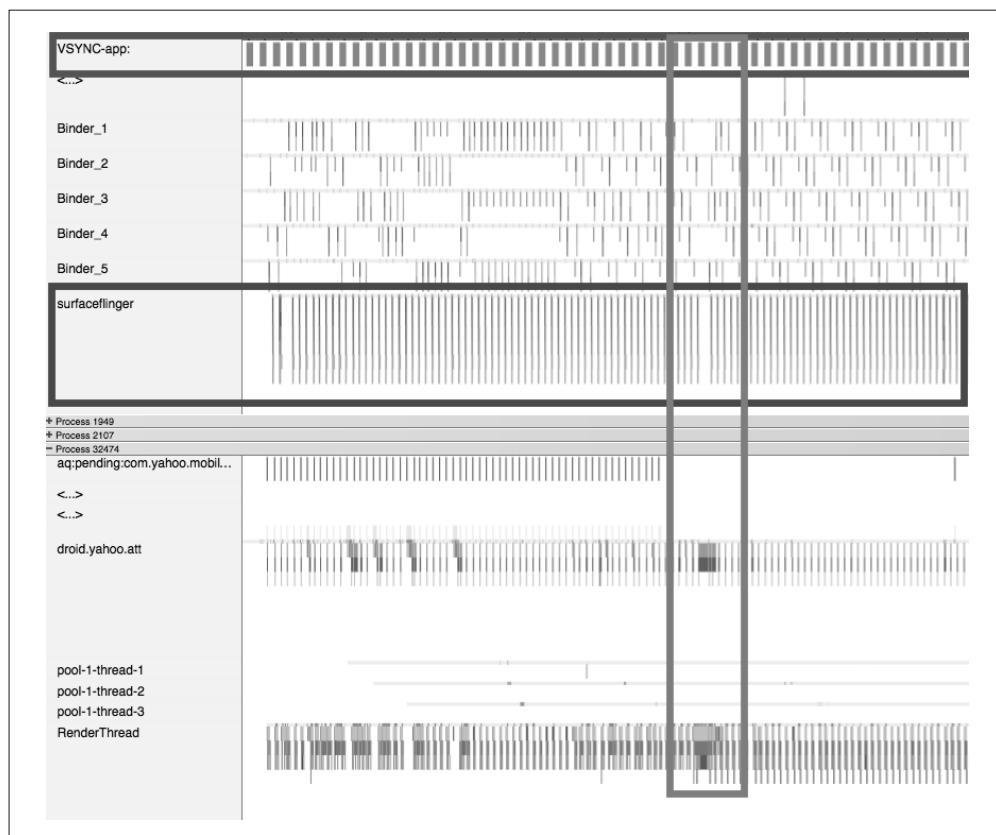 VSYNC-app:
<...>
Binder_1
Binder_2
Binder_3
Binder_4
Binder_5
surfaceflinger
+ Process 1949
+ Process 2107
− Process 32474
aq:pending:com.yahoo.mobil...
<...>
<...>
droid.yahoo.att
pool-1-thread-1
pool-1-thread-2
pool-1-thread-3
RenderThread